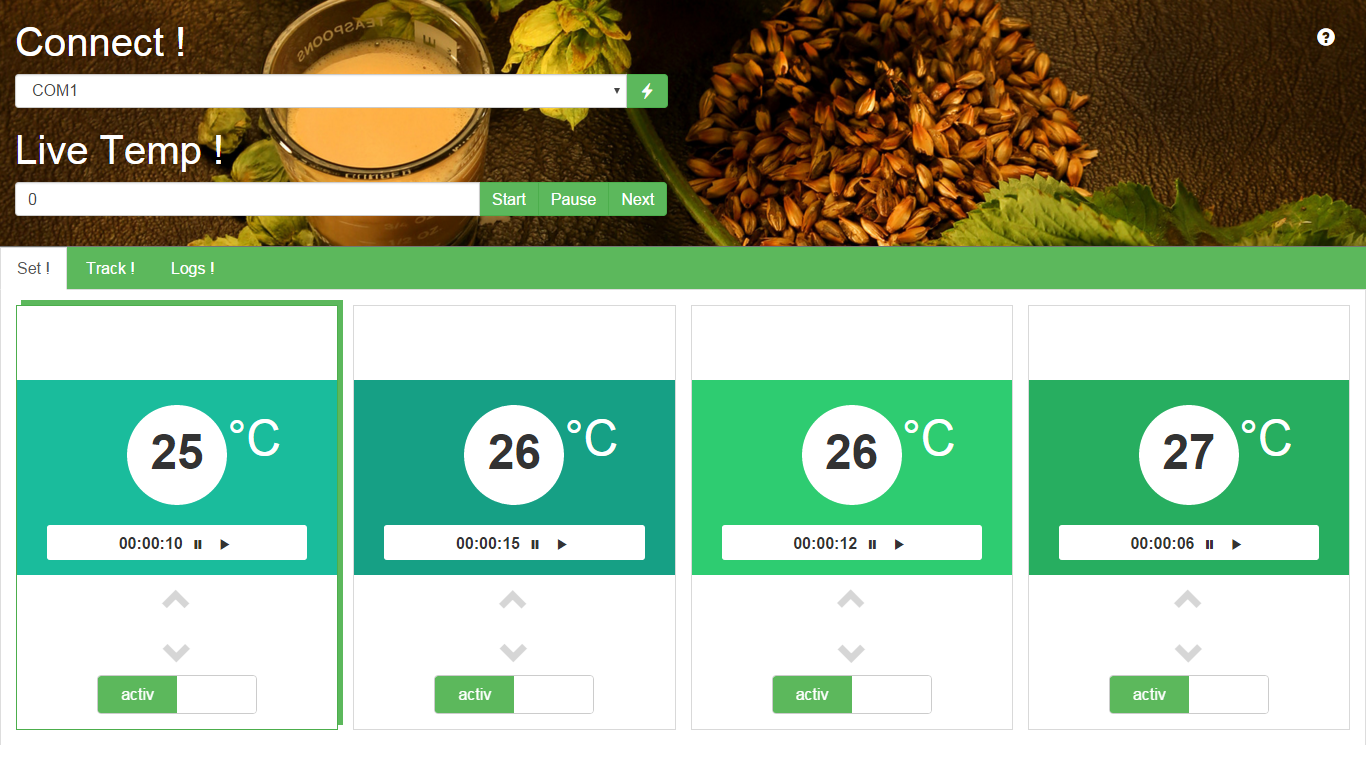 Connect !
COM1
Live Temp !
0 Start Pause Next
Set ! Track ! Logs !
25 °C 26 °C 26 °C 27 °C
00:00:10 00:00:15 00:00:12 00:00:06
activ activ activ activ
TEASPOONS